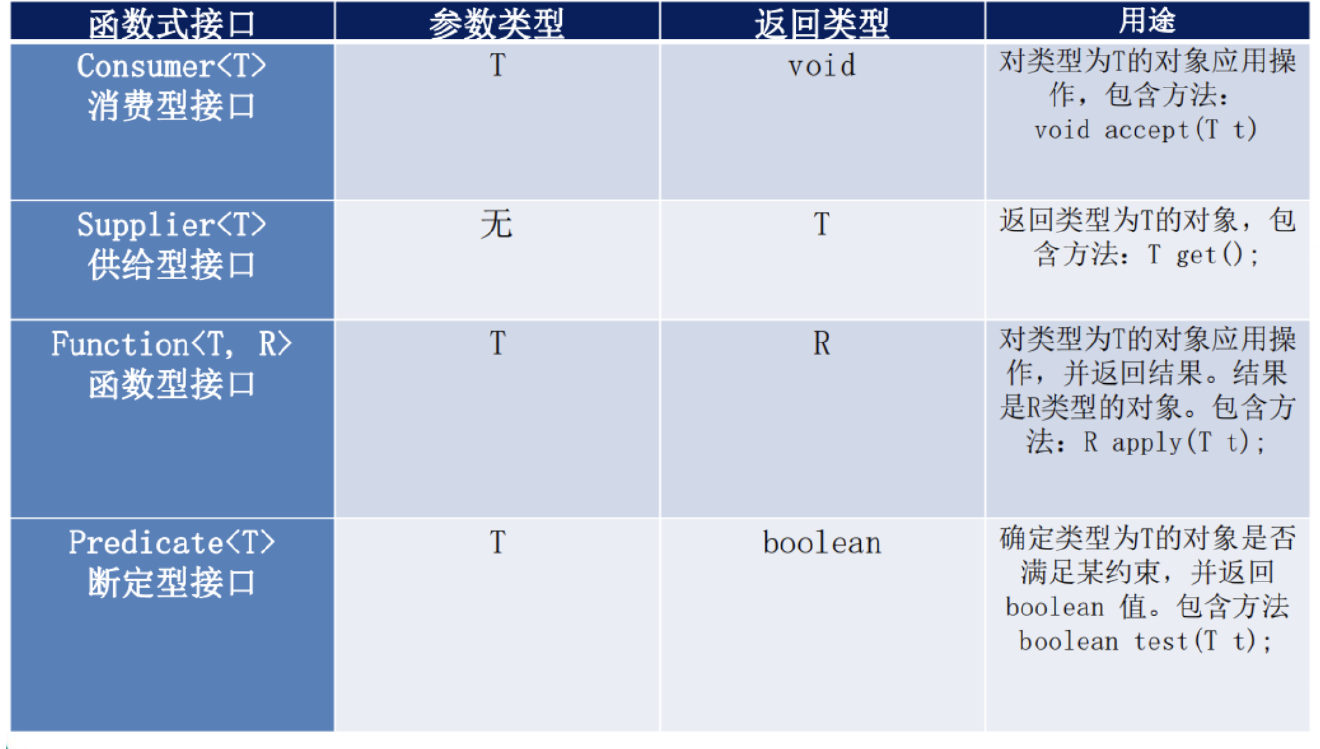 函数式接口 参数类型 返回类型 用途
Consumer<T>
消费型接口
T
void
对类型为T的对象应用操
作，包含方法：
void accept(T t)
Supplier<T>
供给型接口
无
T
返回类型为T的对象，包
含方法：T get();
Function<T, R>
函数型接口
T
R
对类型为T的对象应用操
作，并返回结果。结果
是R类型的对象。包含方
法：R apply(T t);
Predicate<T>
断定型接口
T
boolean
确定类型为T的对象是否
满足某约束，并返回
boolean 值。包含方法
boolean test(T t);